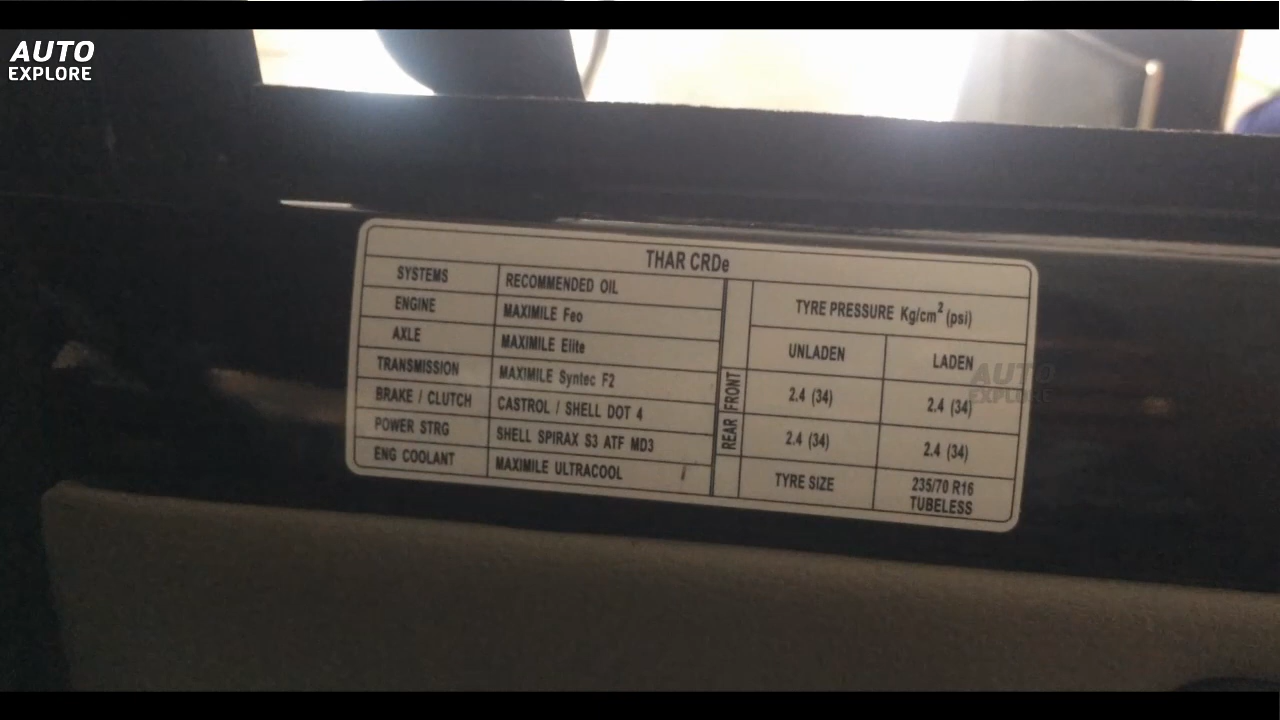 AUTO
EXPLORE
THAR CRDe
SYSTEMS RECOMMENDED OIL
ENGINE MAXIMILE Feo
AXLE MAXIMILE Elite
TRANSMISSION MAXIMILE Syntec F2
BRAKE / CLUTCH CASTROL / SHELL DOT 4
POWER STRG SHELL SPIRAX S3 ATF MD3
ENG COOLANT MAXIMILE ULTRACOOL
TYRE PRESSURE Kg/cm² (psi)
UNLADEN LADEN
FRONT 2.4 (34) 2.4 (34)
REAR 2.4 (34) 2.4 (34)
TYRE SIZE 235/70 R16
TUBELESS
AUTO
EXPLORE